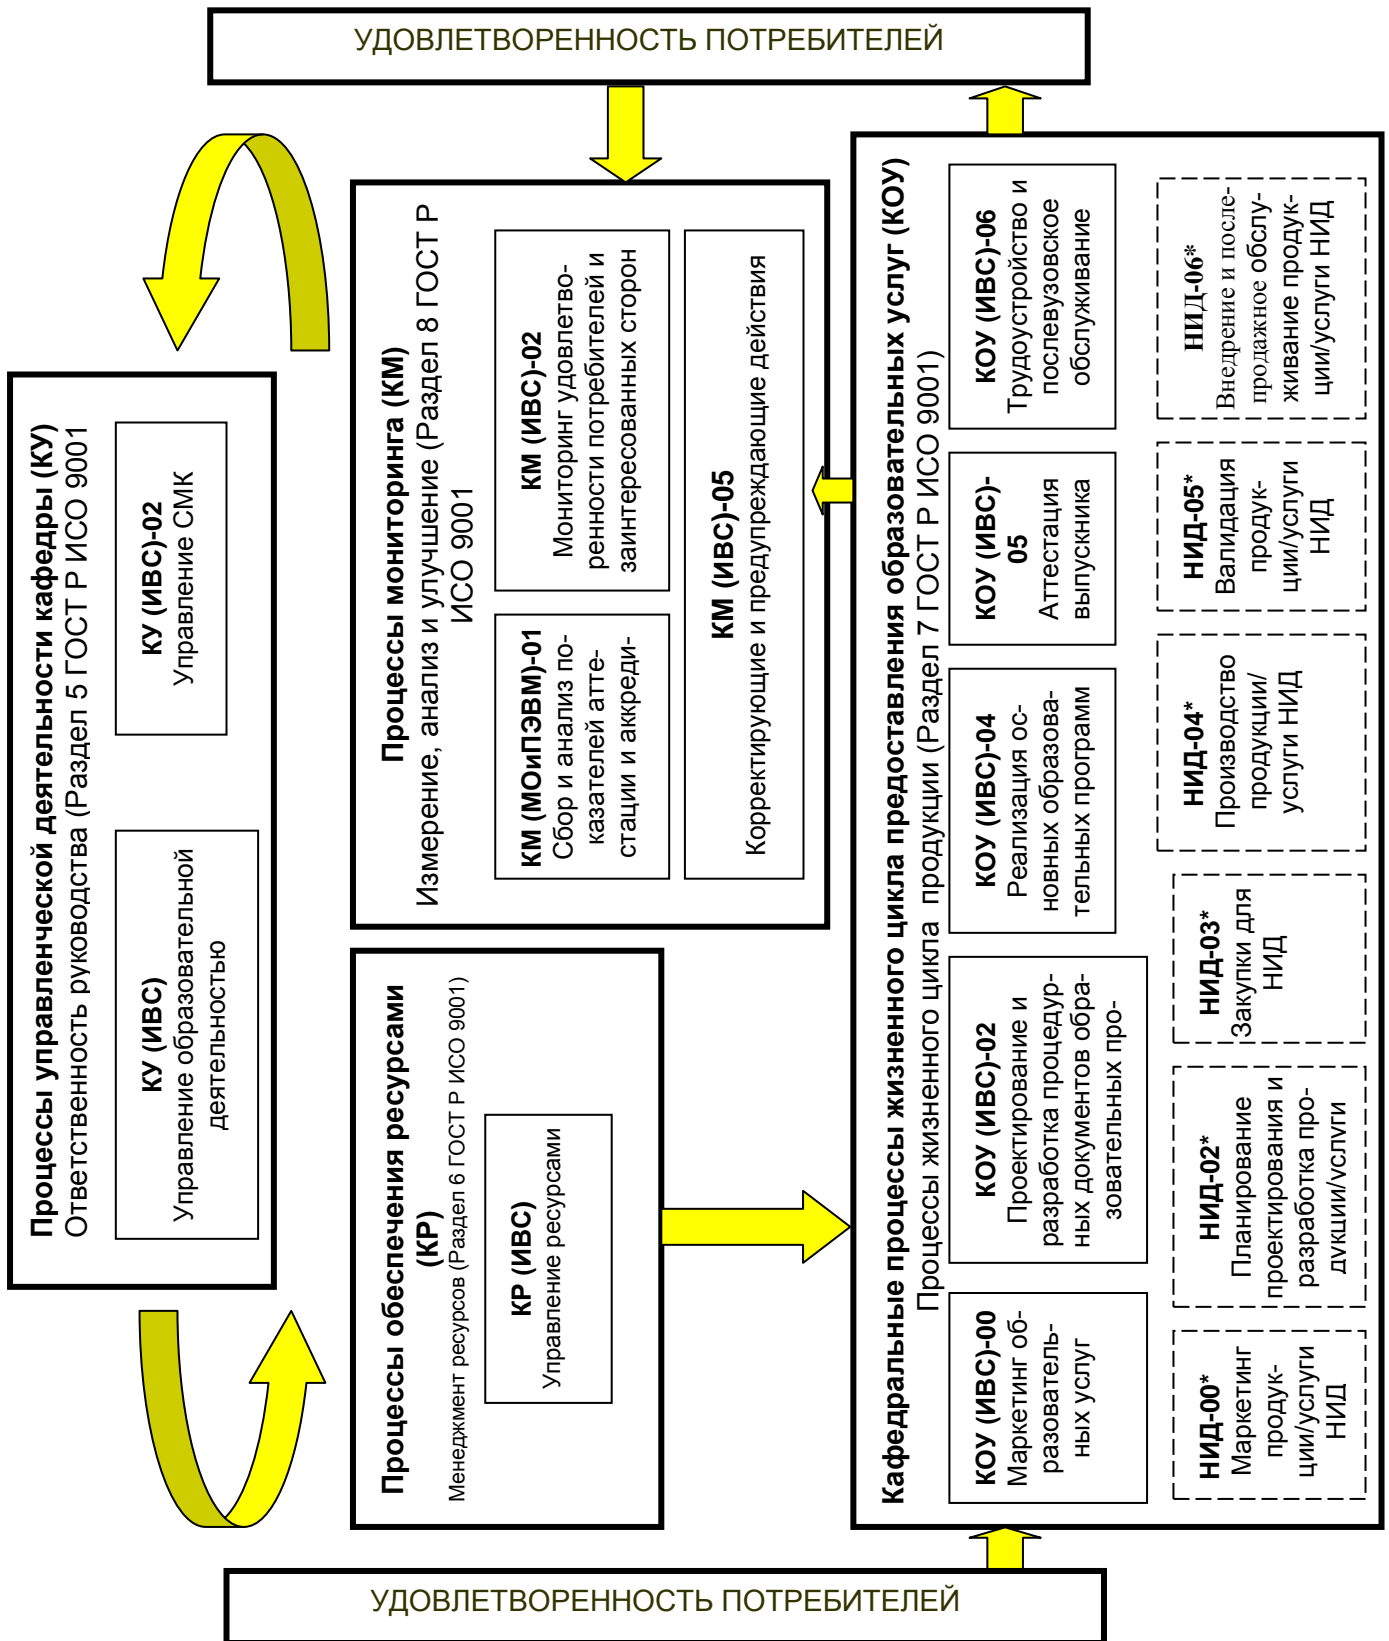 УДОВЛЕТВОРЕННОСТЬ ПОТРЕБИТЕЛЕЙ
Процессы управленческой деятельности кафедры (КУ)
Ответственность руководства (Раздел 5 ГОСТ Р ИСО 9001
КУ (ИВС)
Управление образовательной
деятельностью
КУ (ИВС)-02
Управление СМК
Процессы обеспечения ресурсами
(КР)
Менеджмент ресурсов (Раздел 6 ГОСТ Р ИСО 9001)
КР (ИВС)
Управление ресурсами
Процессы мониторинга (КМ)
Измерение, анализ и улучшение (Раздел 8 ГОСТ Р
ИСО 9001
КМ (МОиПЭВМ)-01
Сбор и анализ по-
казателей атте-
стации и аккреди-
КМ (ИВС)-02
Мониторинг удовлетво-
ренности потребителей и
заинтересованных сторон
КМ (ИВС)-05
Корректирующие и предупреждающие действия
Кафедральные процессы жизненного цикла предоставления образовательных услуг (КОУ)
Процессы жизненного цикла продукции (Раздел 7 ГОСТ Р ИСО 9001)
КОУ (ИВС)-00
Маркетинг об-
разователь-
ных услуг
КОУ (ИВС)-02
Проектирование и
разработка процедур-
ных документов обра-
зовательных про-
КОУ (ИВС)-04
Реализация ос-
новных образова-
тельных программ
КОУ (ИВС)-
05
Аттестация
выпускника
КОУ (ИВС)-06
Трудоустройство и
послевузовское
обслуживание
НИД-00*
Маркетинг
продук-
ции/услуги
НИД
НИД-02*
Планирование
проектирования и
разработка про-
дукции/услуги
НИД-03*
Закупки для
НИД
НИД-04*
Производство
продукции/
услуги НИД
НИД-05*
Валидация
продук-
ции/услуги
НИД
НИД-06*
Внедрение и после-
продажное обслу-
живание продук-
ции/услуги НИД
УДОВЛЕТВОРЕННОСТЬ ПОТРЕБИТЕЛЕЙ